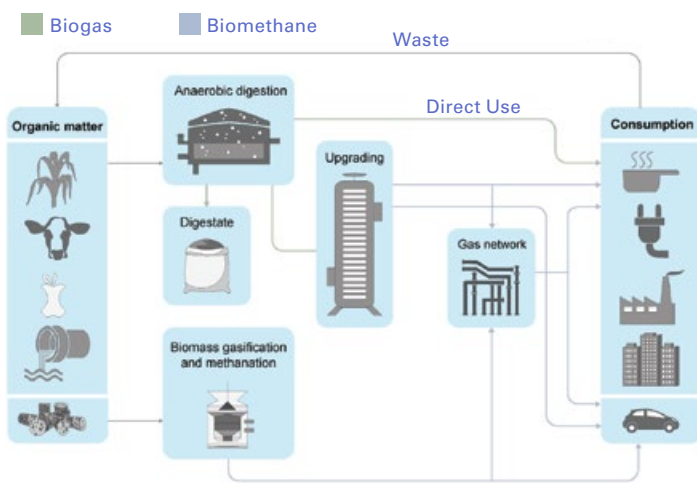 Biogas
Biomethane
Waste
Anaerobic digestion
Direct Use
Organic matter
Consumption
Upgrading
Digestate
Gas network
Biomass gasification
and methanation